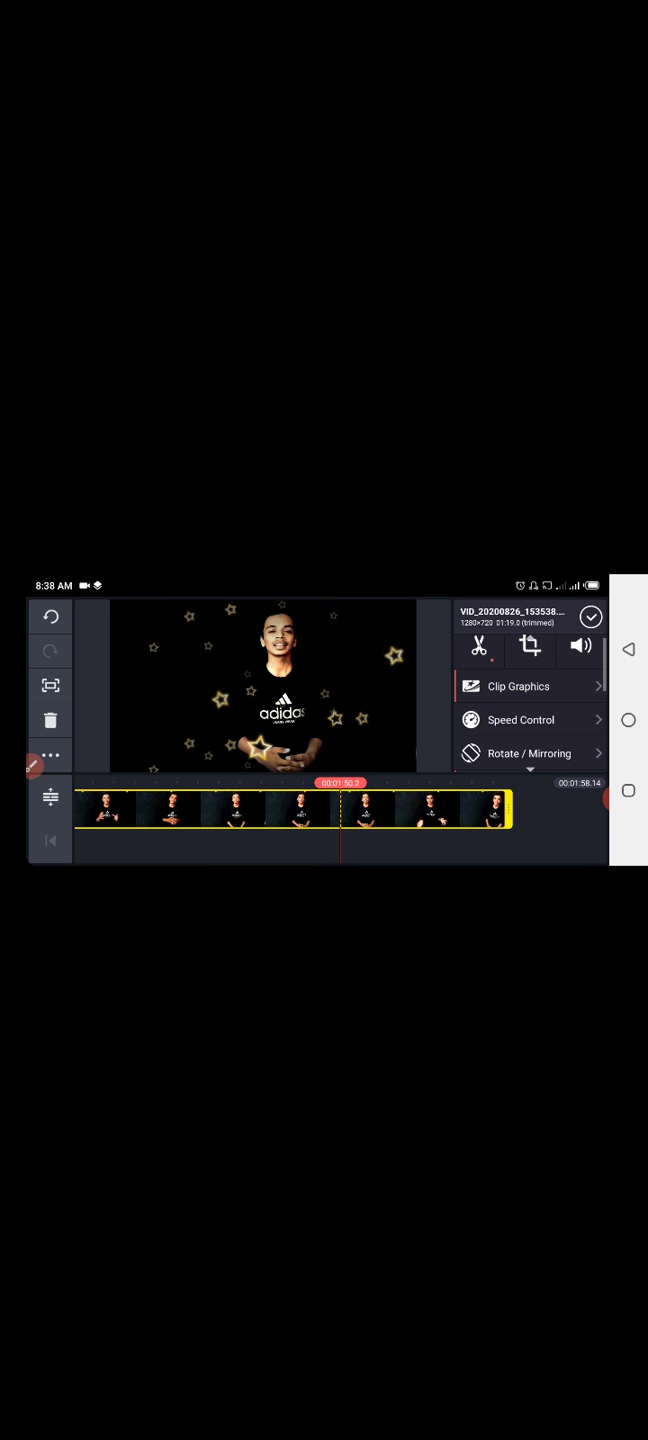 8:38 AM
VID_20200826_153538....
1280×720 01:19.0 (trimmed)
Clip Graphics
Speed Control
Rotate / Mirroring
adidas
00:01:50.2
00:01:58.14